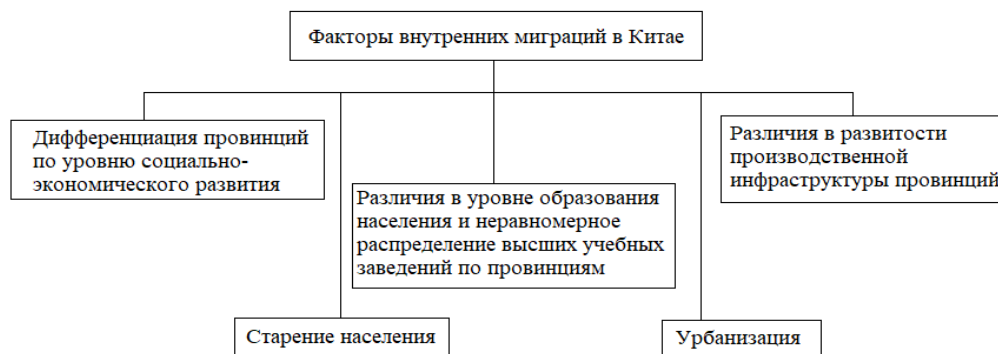 Факторы внутренних миграций в Китае
Дифференциация провинций
по уровню социально-
экономического развития
Различия в уровне образования
населения и неравномерное
распределение высших учебных
заведений по провинциям
Различия в развитости
производственной
инфраструктуры провинций
Старение населения
Урбанизация